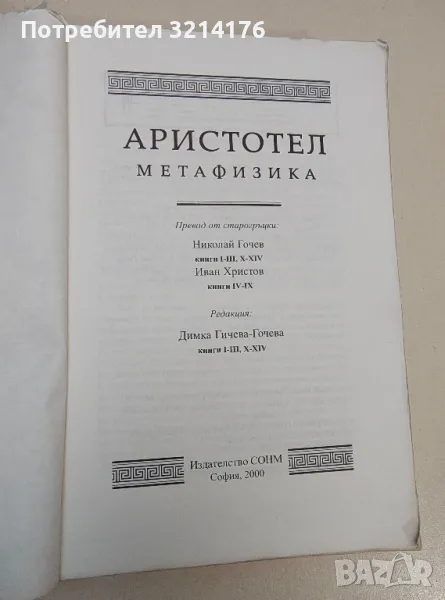 Потребител 3214176
АРИСТОТЕЛ
МЕТАФИЗИКА
Превод от старогръцки:
Николай Гочев
книги I-III, X-XIV
Иван Христов
книги IV-IX
Редакция:
Димка Гичева-Гочева
книги I-III, X-XIV
Издателство СОНМ
София, 2000
BAZAR